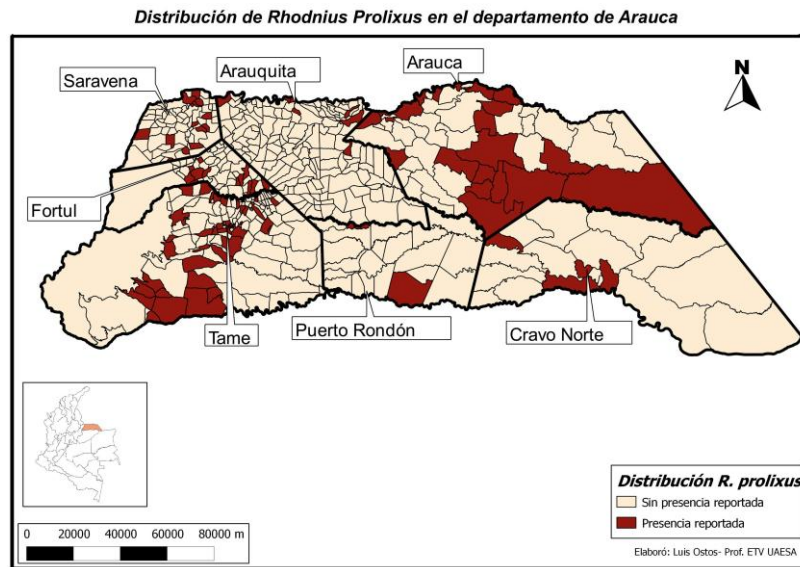 Distribución de Rhodnius Prolixus en el departamento de Arauca
Saravena
Arauquita
Arauca
N
Fortul
Tame
Puerto Rondón
Cravo Norte
Distribución R. prolixus
Sin presencia reportada
Presencia reportada
0 20000 40000 60000 80000 m
Elaboró: Luis Ostos- Prof. ETV UAESA